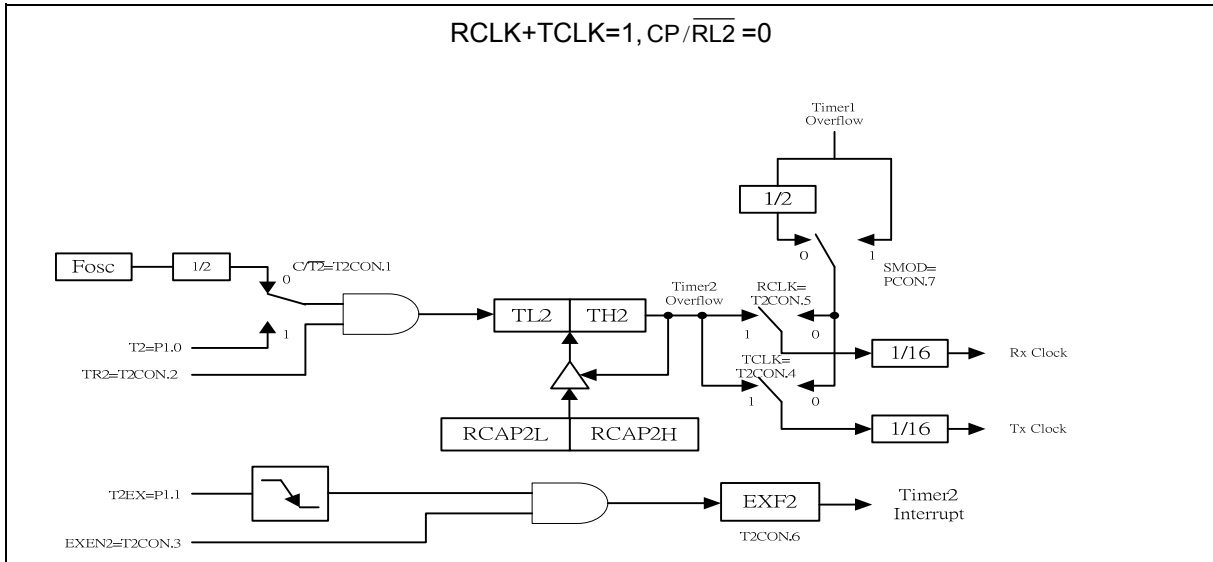 RCLK+TCLK=1, CP/R̅L̅2̅ =0
Timer1
Overflow
1/2
0
1
SMOD=
PCON.7
Fosc
1/2
C/T̅2̅=T2CON.1
0
1
T2=P1.0
TR2=T2CON.2
TL2
TH2
Timer2
Overflow
RCLK=
T2CON.5
1
0
1/16
Rx Clock
TCLK=
T2CON.4
1
0
1/16
Tx Clock
RCAP2L
RCAP2H
T2EX=P1.1
EXEN2=T2CON.3
EXF2
T2CON.6
Timer2
Interrupt